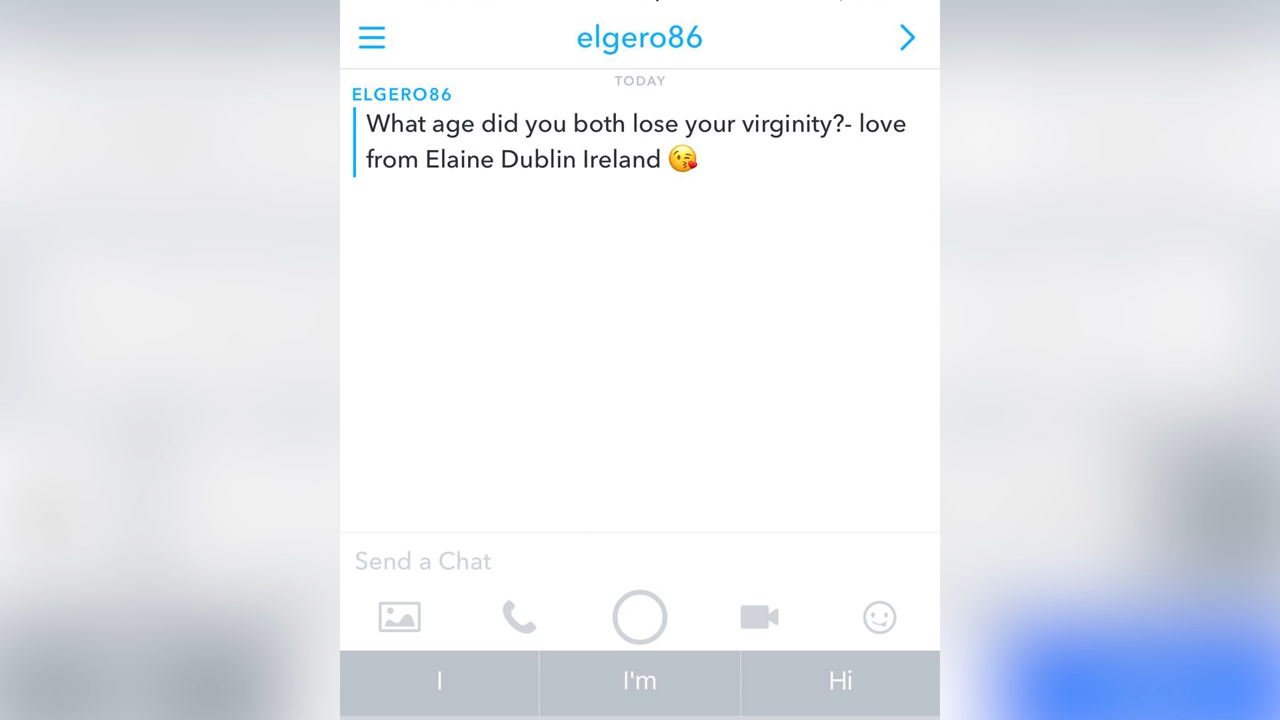 elgero86
TODAY
ELGERO86
What age did you both lose your virginity?- love
from Elaine Dublin Ireland 😘
Send a Chat
I I'm Hi